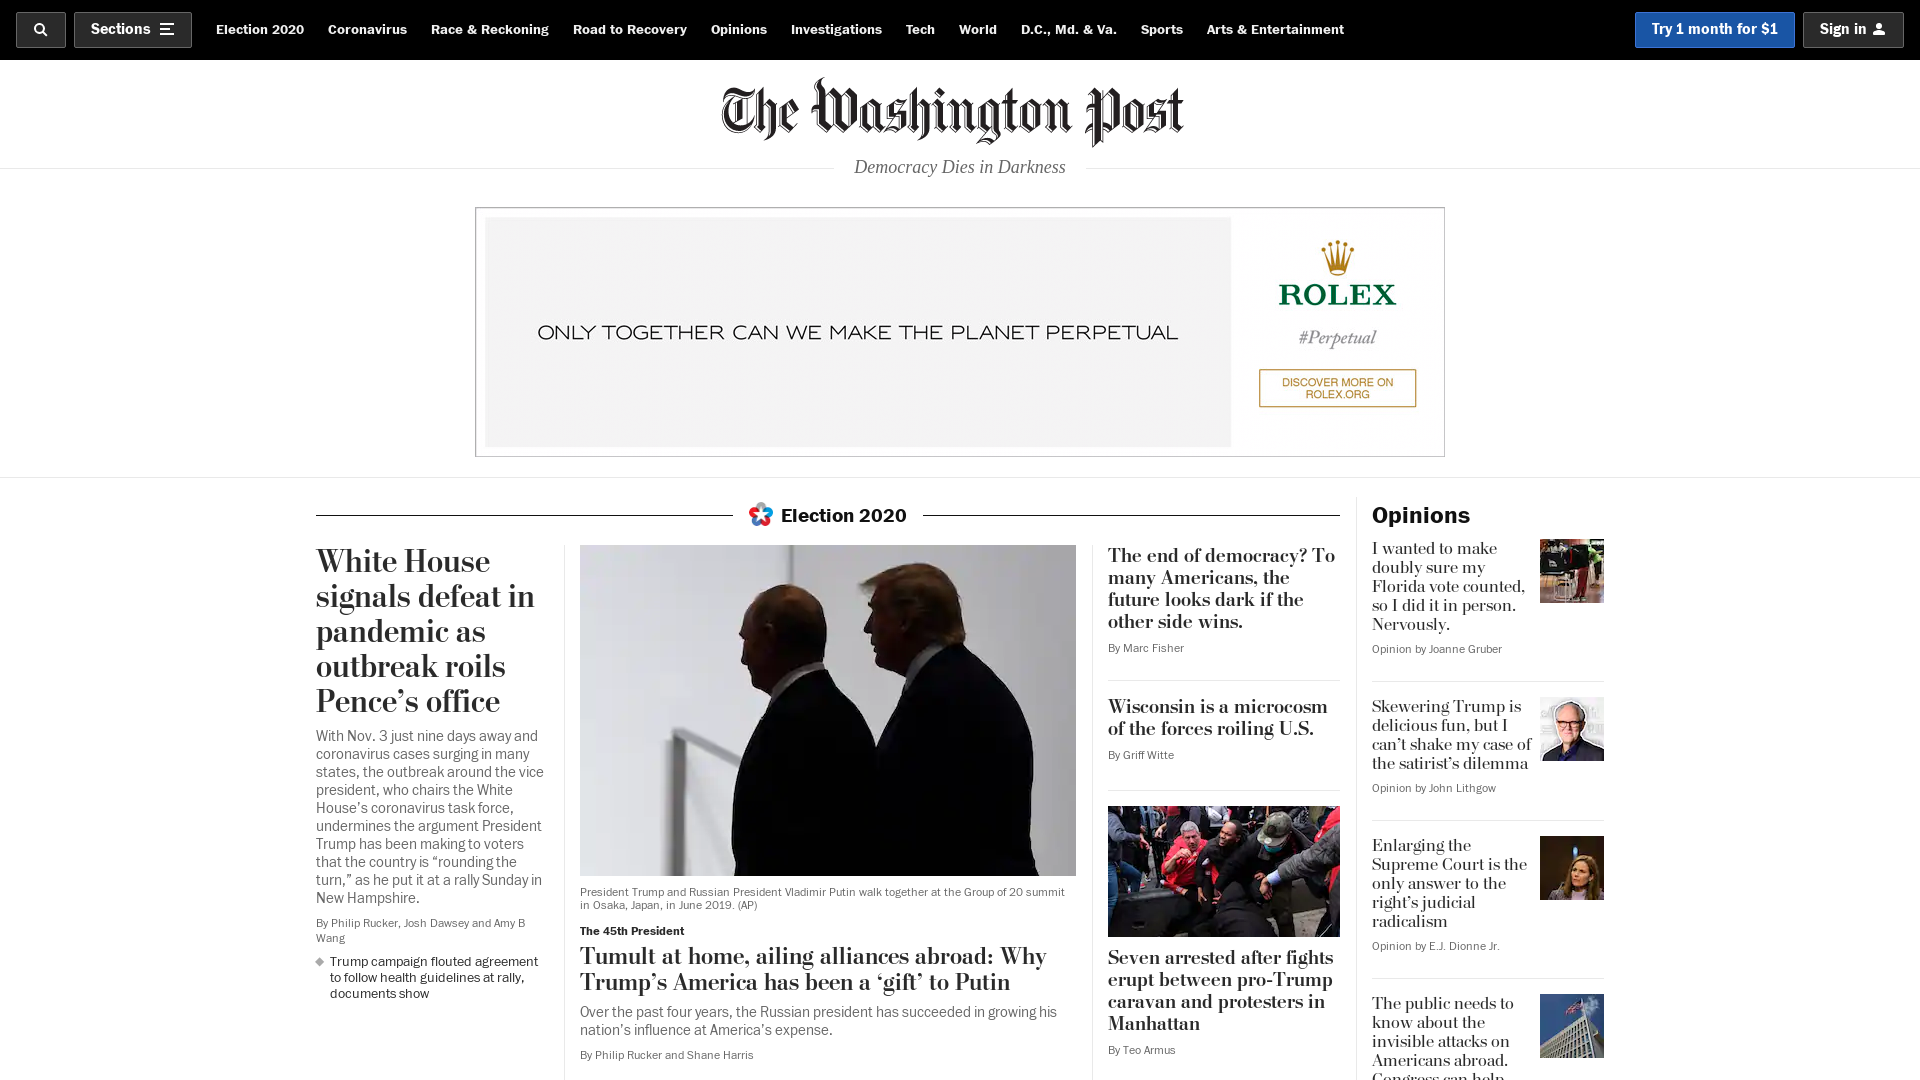 Sections
Election 2020
Coronavirus
Race & Reckoning
Road to Recovery
Opinions
Investigations
Tech
World
D.C., Md. & Va.
Sports
Arts & Entertainment
Try 1 month for $1
Sign in
The Washington Post
Democracy Dies in Darkness
ONLY TOGETHER CAN WE MAKE THE PLANET PERPETUAL
ROLEX
#Perpetual
DISCOVER MORE ON
ROLEX.ORG
Election 2020
White House
signals defeat in
pandemic as
outbreak roils
Pence’s office
With Nov. 3 just nine days away and
coronavirus cases surging in many
states, the outbreak around the vice
president, who chairs the White
House’s coronavirus task force,
undermines the argument President
Trump has been making to voters
that the country is “rounding the
turn,” as he put it at a rally Sunday in
New Hampshire.
By Philip Rucker, Josh Dawsey and Amy B
Wang
Trump campaign flouted agreement
to follow health guidelines at rally,
documents show
President Trump and Russian President Vladimir Putin walk together at the Group of 20 summit
in Osaka, Japan, in June 2019. (AP)
The 45th President
Tumult at home, ailing alliances abroad: Why
Trump’s America has been a ‘gift’ to Putin
Over the past four years, the Russian president has succeeded in growing his
nation’s influence at America’s expense.
By Philip Rucker and Shane Harris
The end of democracy? To
many Americans, the
future looks dark if the
other side wins.
By Marc Fisher
Wisconsin is a microcosm
of the forces roiling U.S.
By Griff Witte
Seven arrested after fights
erupt between pro-Trump
caravan and protesters in
Manhattan
By Teo Armus
Opinions
I wanted to make
doubly sure my
Florida vote counted,
so I did it in person.
Nervously.
Opinion by Joanne Gruber
Skewering Trump is
delicious fun, but I
can’t shake my case of
the satirist’s dilemma
Opinion by John Lithgow
Enlarging the
Supreme Court is the
only answer to the
right’s judicial
radicalism
Opinion by E.J. Dionne Jr.
The public needs to
know about the
invisible attacks on
Americans abroad.
Congress can help